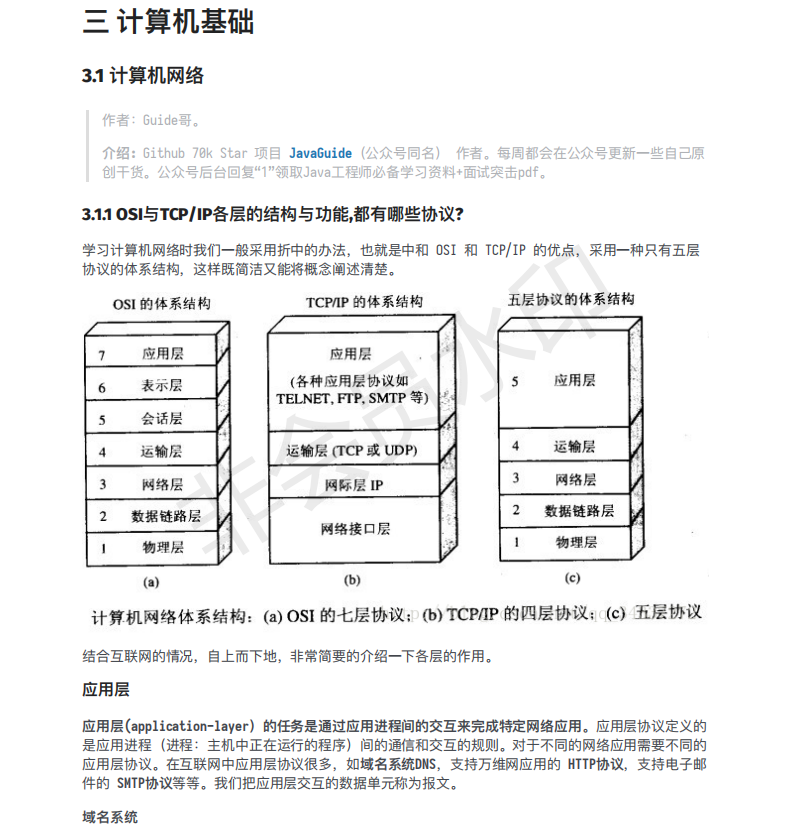 三 计算机基础
3.1 计算机网络
作者：Guide哥。
介绍：Github 70k Star 项目 JavaGuide（公众号同名） 作者。每周都会在公众号更新一些自己原
创干货。公众号后台回复“1”领取Java工程师必备学习资料+面试突击pdf。
3.1.1 OSI与TCP/IP各层的结构与功能,都有哪些协议?
学习计算机网络时我们一般采用折中的办法，也就是中和 OSI 和 TCP/IP 的优点，采用一种只有五层
协议的体系结构，这样既简洁又能将概念阐述清楚。
OSI 的体系结构
7 应用层
6 表示层
5 会话层
4 运输层
3 网络层
2 数据链路层
1 物理层
(a)
TCP/IP 的体系结构
应用层
(各种应用层协议如
TELNET, FTP, SMTP 等)
运输层 (TCP 或 UDP)
网际层 IP
网络接口层
(b)
五层协议的体系结构
5 应用层
4 运输层
3 网络层
2 数据链路层
1 物理层
(c)
计算机网络体系结构：(a) OSI 的七层协议；(b) TCP/IP 的四层协议；(c) 五层协议
结合互联网的情况，自上而下地，非常简要的介绍一下各层的作用。
应用层
应用层(application-layer）的任务是通过应用进程间的交互来完成特定网络应用。应用层协议定义的
是应用进程（进程：主机中正在运行的程序）间的通信和交互的规则。对于不同的网络应用需要不同的
应用层协议。在互联网中应用层协议很多，如域名系统DNS，支持万维网应用的 HTTP协议，支持电子邮
件的 SMTP协议等等。我们把应用层交互的数据单元称为报文。
域名系统
非会员水印